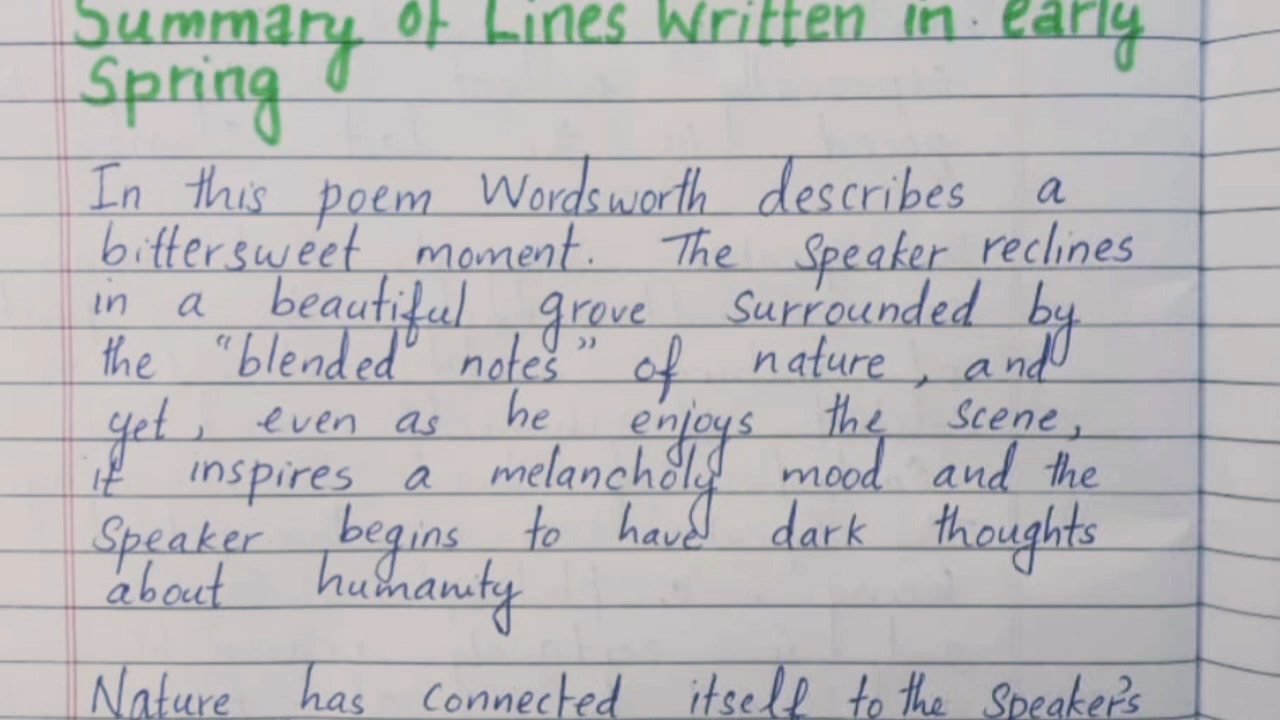 Summary of Lines Written in early
Spring
In this poem Wordsworth describes a
bittersweet moment. The Speaker reclines
in a beautiful grove Surrounded by
the “blended notes” of nature, and
yet, even as he enjoys the Scene,
it inspires a melancholy mood and the
Speaker begins to have dark thoughts
about humanity
Nature has Connected itself to the Speaker's